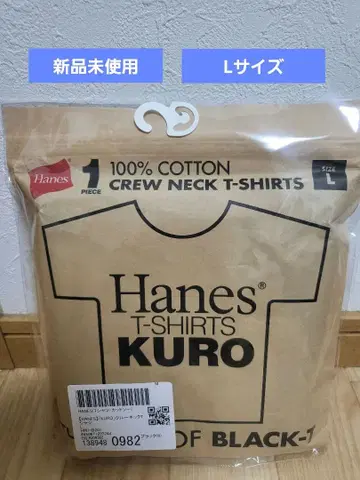 新品未使用
Lサイズ
Hanes
1
PIECE
100% COTTON
CREW NECK T-SHIRTS
SIZE
L
Hanes®
T-SHIRTS
KURO
OF BLACK-T
138948 0982